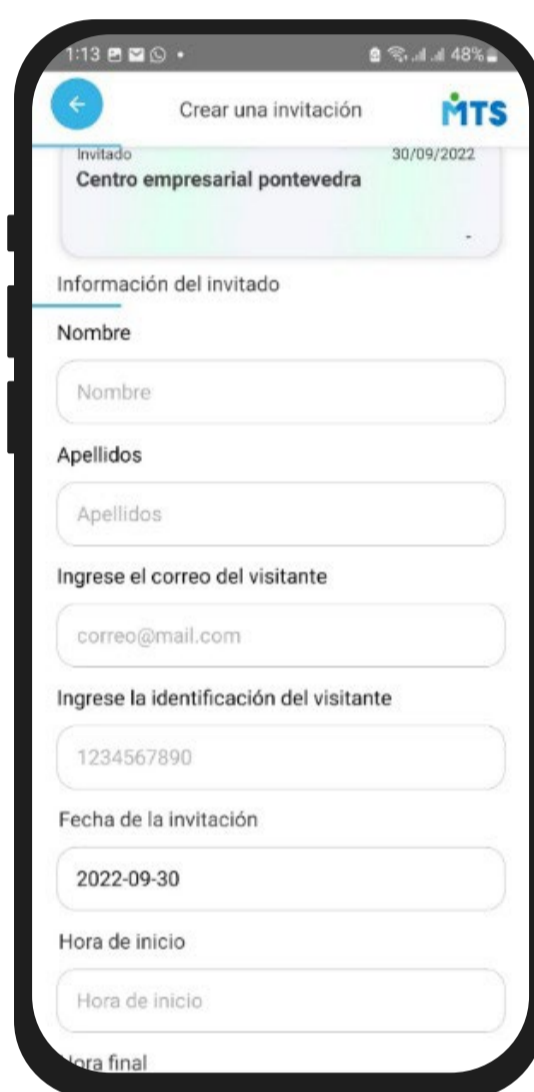 1:13
48%
Crear una invitación
MTS
Invitado 30/09/2022
Centro empresarial pontevedra
-
Información del invitado
Nombre
Nombre
Apellidos
Apellidos
Ingrese el correo del visitante
correo@mail.com
Ingrese la identificación del visitante
1234567890
Fecha de la invitación
2022-09-30
Hora de inicio
Hora de inicio
Hora final